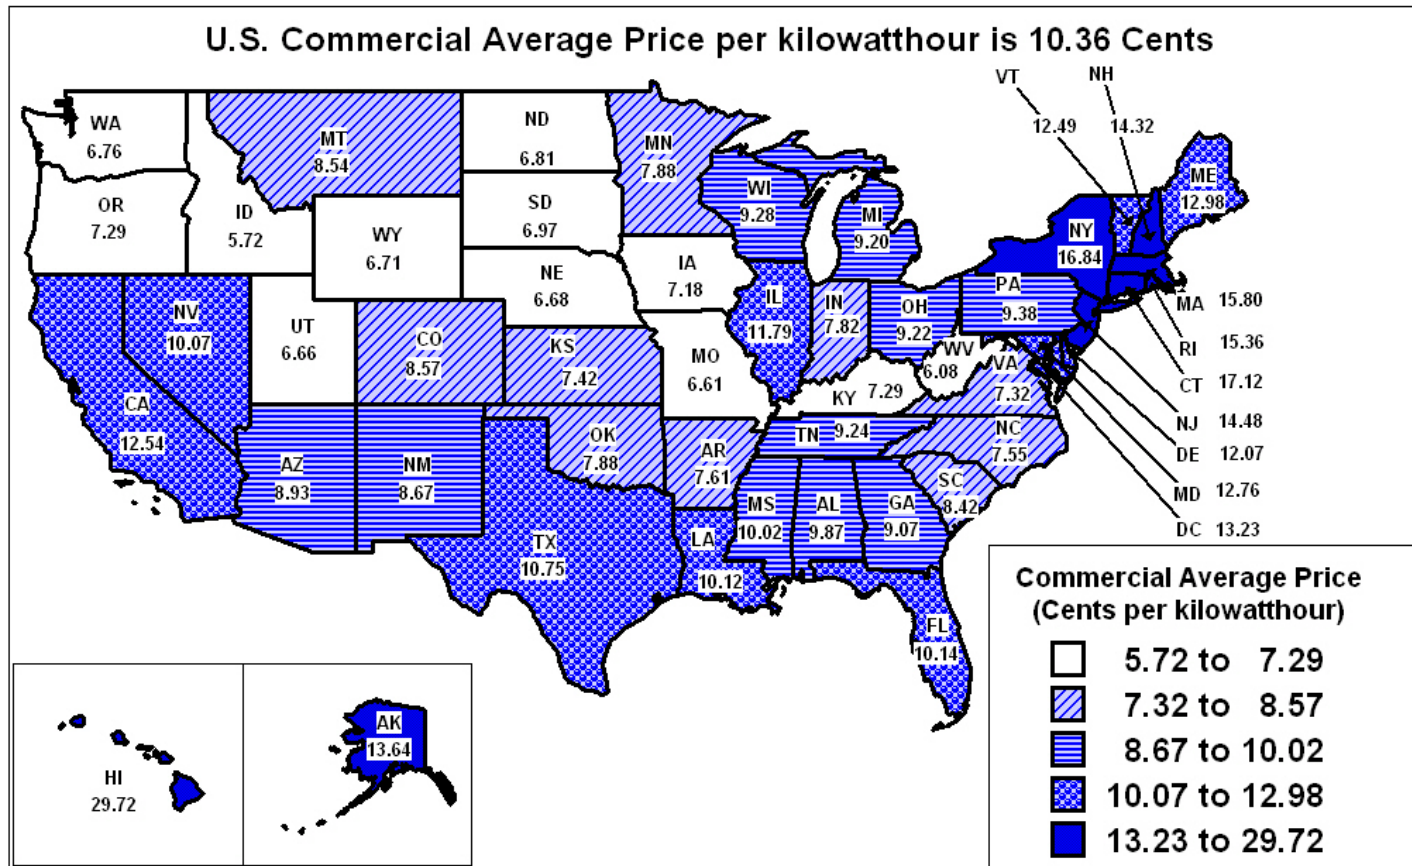 U.S. Commercial Average Price per kilowatthour is 10.36 Cents
VT
12.49
NH
14.32
WA
6.76
MT
8.54
ND
6.81
MN
7.88
ME
12.98
OR
7.29
ID
5.72
WY
6.71
SD
6.97
WI
9.28
MI
9.20
NY
16.84
NE
6.68
IA
7.18
NV
10.07
UT
6.66
CO
8.57
KS
7.42
MO
6.61
IL
11.79
IN
7.82
OH
9.22
PA
9.38
WV
6.08
VA
7.32
KY 7.29
MA 15.80
RI 15.36
CT 17.12
NJ 14.48
DE 12.07
MD 12.76
DC 13.23
CA
12.54
AZ
8.93
NM
8.67
OK
7.88
AR
7.61
TN 9.24
NC
7.55
SC
8.42
MS
10.02
AL
9.87
GA
9.07
TX
10.75
LA
10.12
FL
10.14
HI
29.72
AK
13.64
Commercial Average Price
(Cents per kilowatthour)
5.72 to 7.29
7.32 to 8.57
8.67 to 10.02
10.07 to 12.98
13.23 to 29.72